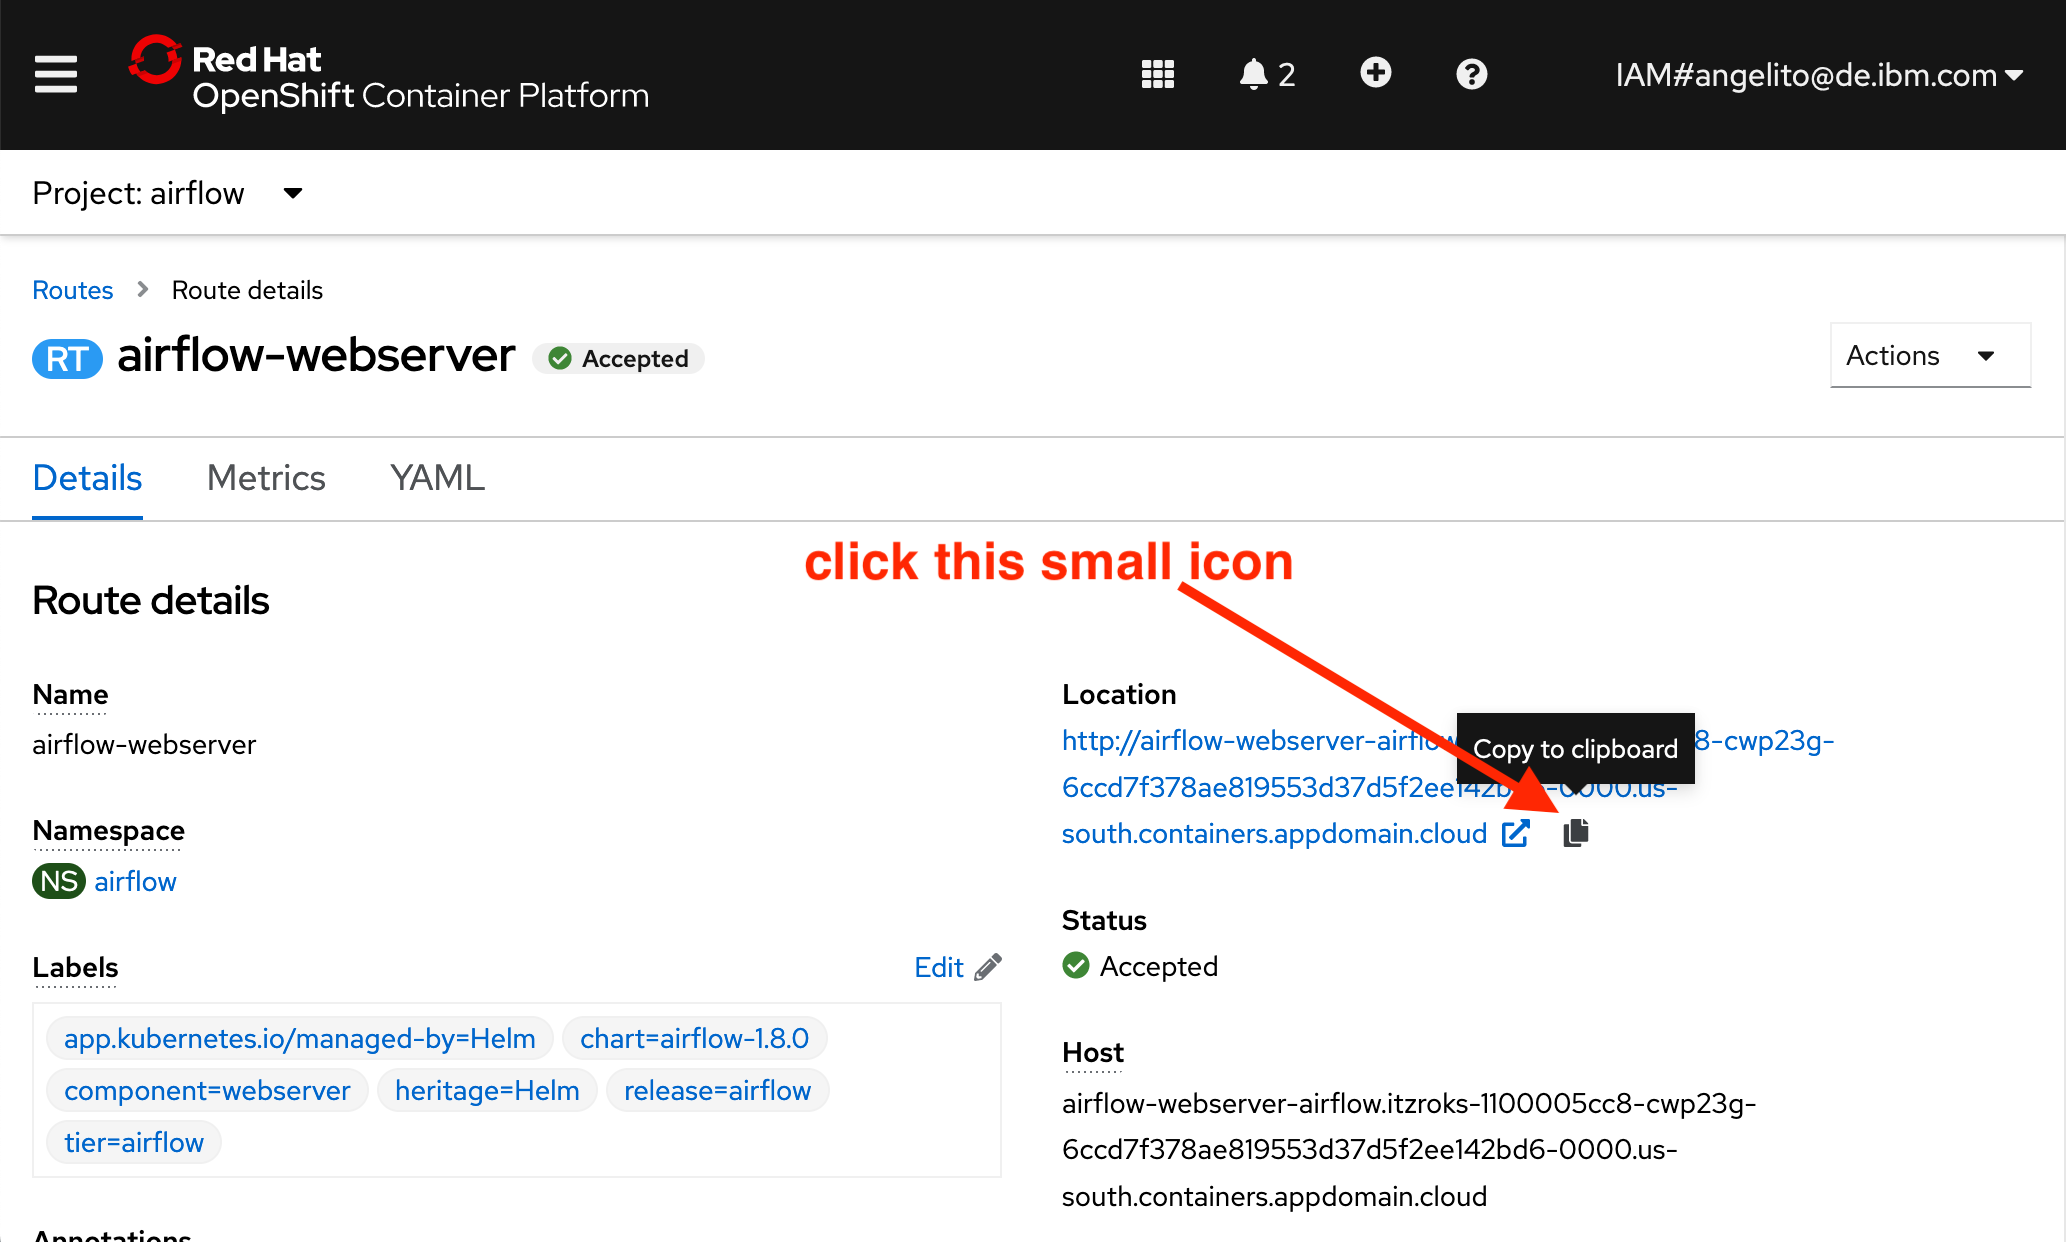 Red Hat
OpenShift Container Platform
2
IAM#angelito@de.ibm.com
Project: airflow
Routes > Route details
RT airflow-webserver Accepted
Actions
Details Metrics YAML
click this small icon
Route details
Name
airflow-webserver
Namespace
NS airflow
Labels
Edit
app.kubernetes.io/managed-by=Helm chart=airflow-1.8.0
component=webserver heritage=Helm release=airflow
tier=airflow
Annotations
Location
http://airflow-webserver-airflow 8-cwp23g-
Copy to clipboard
6ccd7f378ae819553d37d5f2ee142bd6-0000.us-
south.containers.appdomain.cloud
Status
Accepted
Host
airflow-webserver-airflow.itzroks-1100005cc8-cwp23g-
6ccd7f378ae819553d37d5f2ee142bd6-0000.us-
south.containers.appdomain.cloud